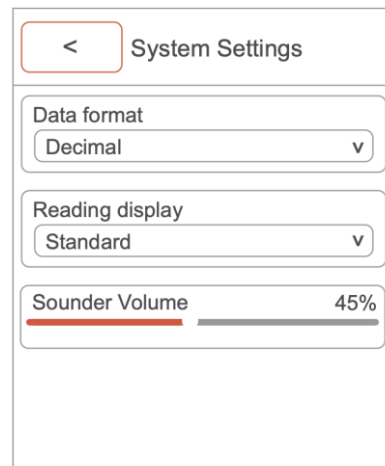 < System Settings
Data format
Decimal v
Reading display
Standard v
Sounder Volume 45%